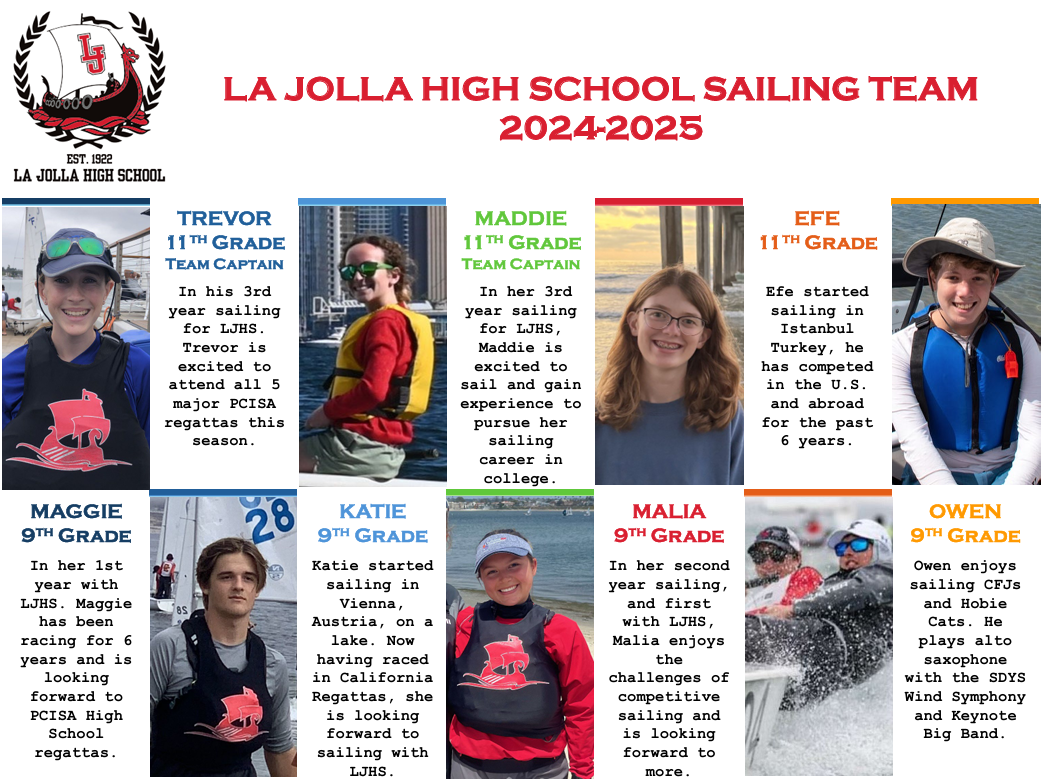 LJ
EST. 1922
LA JOLLA HIGH SCHOOL
LA JOLLA HIGH SCHOOL SAILING TEAM
2024-2025
TREVOR
11TH GRADE
TEAM CAPTAIN
In his 3rd
year sailing
for LJHS.
Trevor is
excited to
attend all 5
major PCISA
regattas this
season.
MADDIE
11TH GRADE
TEAM CAPTAIN
In her 3rd
year sailing
for LJHS,
Maddie is
excited to
sail and gain
experience to
pursue her
sailing
career in
college.
EFE
11TH GRADE
Efe started
sailing in
Istanbul
Turkey, he
has competed
in the U.S.
and abroad
for the past
6 years.
MAGGIE
9TH GRADE
In her 1st
year with
LJHS. Maggie
has been
racing for 6
years and is
looking
forward to
PCISA High
School
regattas.
28
28
KATIE
9TH GRADE
Katie started
sailing in
Vienna,
Austria, on a
lake. Now
having raced
in California
Regattas, she
is looking
forward to
sailing with
LJHS.
MALIA
9TH GRADE
In her second
year sailing,
and first
with LJHS,
Malia enjoys
the
challenges of
competitive
sailing and
is looking
forward to
more.
OWEN
9TH GRADE
Owen enjoys
sailing CFJs
and Hobie
Cats. He
plays alto
saxophone
with the SDYS
Wind Symphony
and Keynote
Big Band.